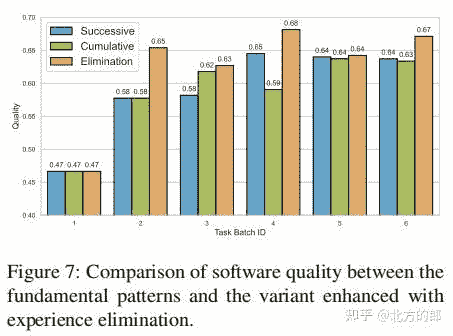 0.70
0.65
0.60
0.55
0.50
0.45
0.40
Quality
Successive
Cumulative
Elimination
0.47 0.47 0.47
0.58 0.58 0.65
0.58 0.62 0.63
0.65 0.59 0.68
0.64 0.64 0.64
0.64 0.63 0.67
1 2 3 4 5 6
Task Batch ID
Figure 7: Comparison of software quality between the
fundamental patterns and the variant enhanced with
experience elimination.
知乎 @北方的郎